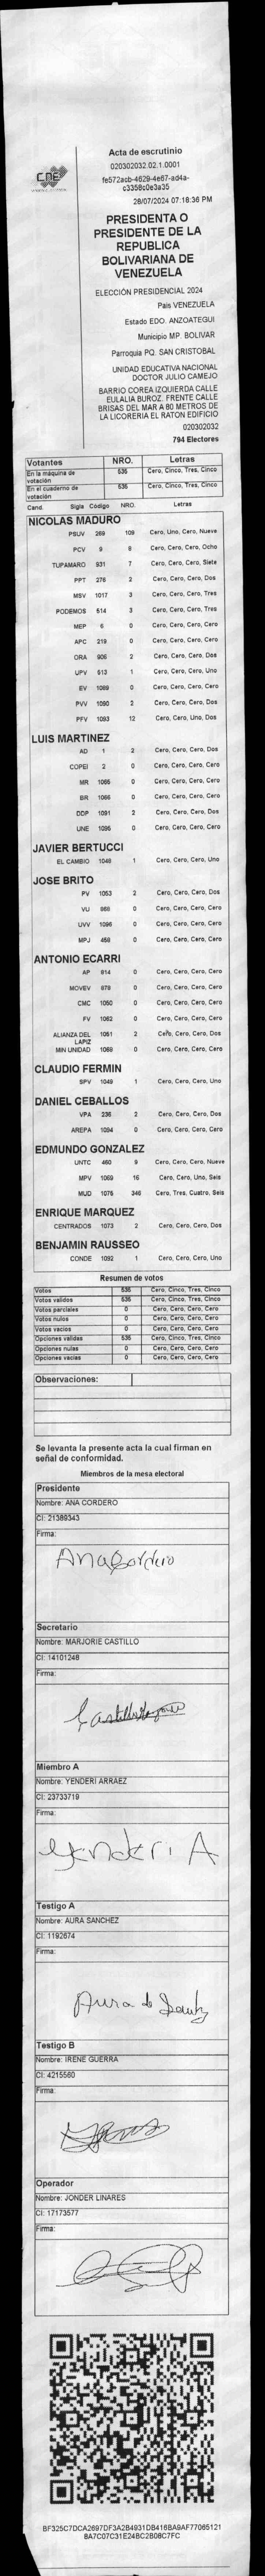 CNE
Acta de escrutinio
020302032.02.1.0001
fe572acb-4629-4e67-ad4a-
c3358c0e3a35
28/07/2024 07:18:36 PM
PRESIDENTA O
PRESIDENTE DE LA
REPUBLICA
BOLIVARIANA DE
VENEZUELA
ELECCIÓN PRESIDENCIAL 2024
País VENEZUELA
Estado EDO. ANZOATEGUI
Municipio MP. BOLIVAR
Parroquia PQ. SAN CRISTOBAL
UNIDAD EDUCATIVA NACIONAL
DOCTOR JULIO CAMEJO
BARRIO COREA IZQUIERDA CALLE
EULALIA BUROZ. FRENTE CALLE
BRISAS DEL MAR A 80 METROS DE
LA LICORERIA EL RATON EDIFICIO
020302032
794 Electores
Votantes NRO. Letras
En la máquina de votación 535 Cero, Cinco, Tres, Cinco
En el cuaderno de votación 535 Cero, Cinco, Tres, Cinco
Cand. Sigla Código NRO. Letras
NICOLAS MADURO
PSUV 269 109 Cero, Uno, Cero, Nueve
PCV 9 8 Cero, Cero, Cero, Ocho
TUPAMARO 931 7 Cero, Cero, Cero, Siete
PPT 276 2 Cero, Cero, Cero, Dos
MSV 1017 3 Cero, Cero, Cero, Tres
PODEMOS 514 3 Cero, Cero, Cero, Tres
MEP 6 0 Cero, Cero, Cero, Cero
APC 219 0 Cero, Cero, Cero, Cero
ORA 906 2 Cero, Cero, Cero, Dos
UPV 513 1 Cero, Cero, Cero, Uno
EV 1089 0 Cero, Cero, Cero, Cero
PVV 1090 2 Cero, Cero, Cero, Dos
PFV 1093 12 Cero, Cero, Uno, Dos
LUIS MARTINEZ
AD 1 2 Cero, Cero, Cero, Dos
COPEI 2 0 Cero, Cero, Cero, Cero
MR 1065 0 Cero, Cero, Cero, Cero
BR 1066 0 Cero, Cero, Cero, Cero
DDP 1091 2 Cero, Cero, Cero, Dos
UNE 1095 0 Cero, Cero, Cero, Cero
JAVIER BERTUCCI
EL CAMBIO 1048 1 Cero, Cero, Cero, Uno
JOSE BRITO
PV 1053 2 Cero, Cero, Cero, Dos
VU 988 0 Cero, Cero, Cero, Cero
UVV 1096 0 Cero, Cero, Cero, Cero
MPJ 459 0 Cero, Cero, Cero, Cero
ANTONIO ECARRI
AP 814 0 Cero, Cero, Cero, Cero
MOVEV 878 0 Cero, Cero, Cero, Cero
CMC 1050 0 Cero, Cero, Cero, Cero
FV 1062 0 Cero, Cero, Cero, Cero
ALIANZA DEL LAPIZ 1051 2 Cero, Cero, Cero, Dos
MIN UNIDAD 1068 0 Cero, Cero, Cero, Cero
CLAUDIO FERMIN
SPV 1049 1 Cero, Cero, Cero, Uno
DANIEL CEBALLOS
VPA 236 2 Cero, Cero, Cero, Dos
AREPA 1094 0 Cero, Cero, Cero, Cero
EDMUNDO GONZALEZ
UNTC 460 9 Cero, Cero, Cero, Nueve
MPV 1069 16 Cero, Cero, Uno, Seis
MUD 1075 346 Cero, Tres, Cuatro, Seis
ENRIQUE MARQUEZ
CENTRADOS 1073 2 Cero, Cero, Cero, Dos
BENJAMIN RAUSSEO
CONDE 1092 1 Cero, Cero, Cero, Uno
Resumen de votos
Votos 535 Cero, Cinco, Tres, Cinco
Votos validos 535 Cero, Cinco, Tres, Cinco
Votos parciales 0 Cero, Cero, Cero, Cero
Votos nulos 0 Cero, Cero, Cero, Cero
Votos vacios 0 Cero, Cero, Cero, Cero
Opciones validas 535 Cero, Cinco, Tres, Cinco
Opciones nulas 0 Cero, Cero, Cero, Cero
Opciones vacias 0 Cero, Cero, Cero, Cero
Observaciones:
Se levanta la presente acta la cual firman en
señal de conformidad.
Miembros de la mesa electoral
Presidente
Nombre: ANA CORDERO
CI: 21389343
Firma:
Ana Cordero
Secretario
Nombre: MARJORIE CASTILLO
CI: 14101246
Firma:
Miembro A
Nombre: YENDERI ARRAEZ
CI: 23733719
Firma:
Yenderi A
Testigo A
Nombre: AURA SANCHEZ
CI: 1192674
Firma:
Aura de
Testigo B
Nombre: IRENE GUERRA
CI: 4215560
Firma:
Operador
Nombre: JONDER LINARES
CI: 17173577
Firma:
BF325C7DCA2697DF3A2B4931DB416BA9AF77065121
8A7C07C31E24BC2B08C7FC